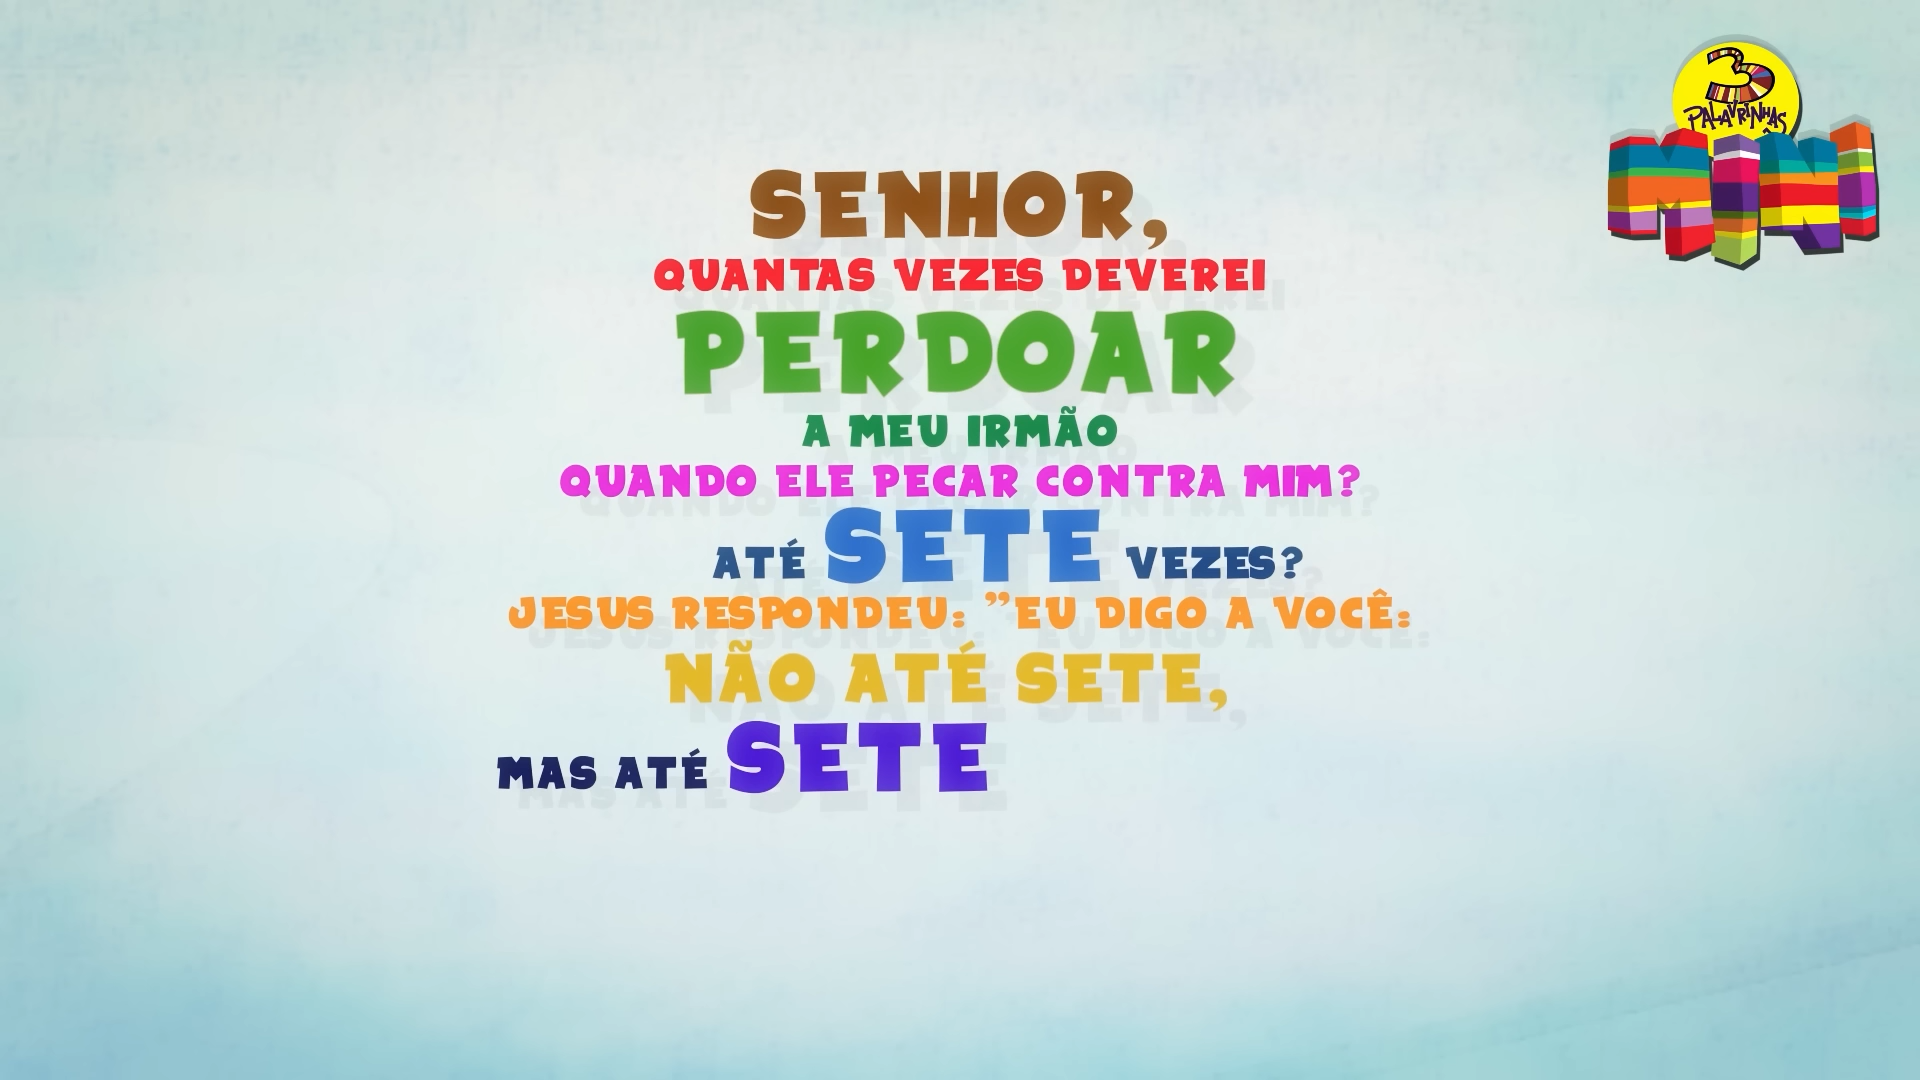 3
PALAVRINHAS
MINI
SENHOR,
QUANTAS VEZES DEVEREI
PERDOAR
A MEU IRMÃO
QUANDO ELE PECAR CONTRA MIM?
ATÉ SETE VEZES?
JESUS RESPONDEU: ”EU DIGO A VOCÊ:
NÃO ATÉ SETE,
MAS ATÉ SETE